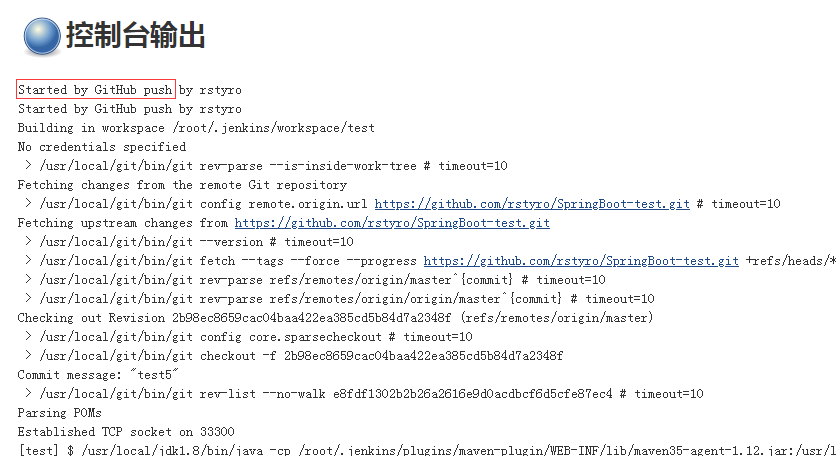 控制台输出
Started by GitHub push by rstyro
Started by GitHub push by rstyro
Building in workspace /root/.jenkins/workspace/test
No credentials specified
> /usr/local/git/bin/git rev-parse --is-inside-work-tree # timeout=10
Fetching changes from the remote Git repository
> /usr/local/git/bin/git config remote.origin.url https://github.com/rstyro/SpringBoot-test.git # timeout=10
Fetching upstream changes from https://github.com/rstyro/SpringBoot-test.git
> /usr/local/git/bin/git --version # timeout=10
> /usr/local/git/bin/git fetch --tags --force --progress https://github.com/rstyro/SpringBoot-test.git +refs/heads/*
> /usr/local/git/bin/git rev-parse refs/remotes/origin/master^{commit} # timeout=10
> /usr/local/git/bin/git rev-parse refs/remotes/origin/origin/master^{commit} # timeout=10
Checking out Revision 2b98ec8659cac04baa422ea385cd5b84d7a2348f (refs/remotes/origin/master)
> /usr/local/git/bin/git config core.sparsecheckout # timeout=10
> /usr/local/git/bin/git checkout -f 2b98ec8659cac04baa422ea385cd5b84d7a2348f
Commit message: "test5"
> /usr/local/git/bin/git rev-list --no-walk e8fdf1302b2b26a2616e9d0acdbcf6d5cfe87ec4 # timeout=10
Parsing POMs
Established TCP socket on 33300
[test] $ /usr/local/jdk1.8/bin/java -cp /root/.jenkins/plugins/maven-plugin/WEB-INF/lib/maven35-agent-1.12.jar:/usr/l